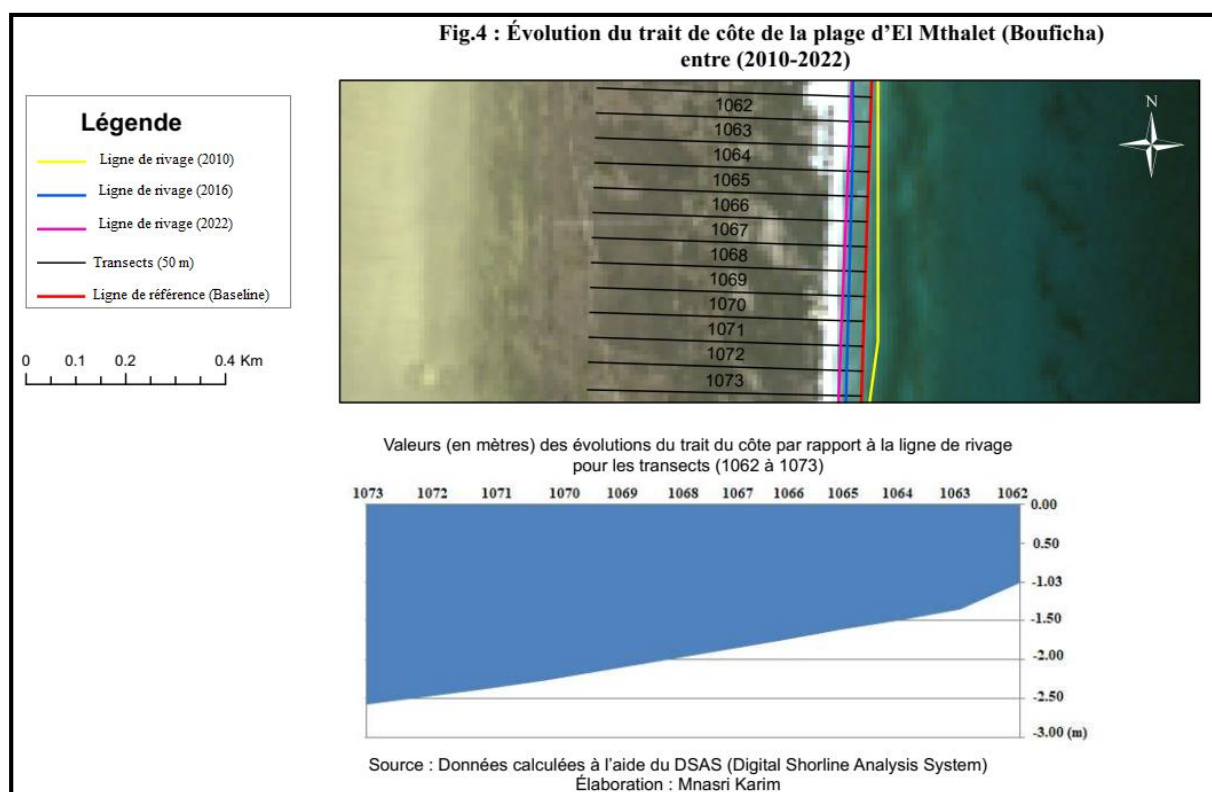 Fig.4 : Évolution du trait de côte de la plage d'El Mthalet (Bouficha)
entre (2010-2022)
Légende
Ligne de rivage (2010)
Ligne de rivage (2016)
Ligne de rivage (2022)
Transects (50 m)
Ligne de référence (Baseline)
0 0.1 0.2 0.4 Km
N
1062
1063
1064
1065
1066
1067
1068
1069
1070
1071
1072
1073
Valeurs (en mètres) des évolutions du trait du côte par rapport à la ligne de rivage
pour les transects (1062 à 1073)
1073 1072 1071 1070 1069 1068 1067 1066 1065 1064 1063 1062
0.00
0.50
-1.03
-1.50
-2.00
-2.50
-3.00 (m)
Source : Données calculées à l'aide du DSAS (Digital Shorline Analysis System)
Élaboration : Mnasri Karim